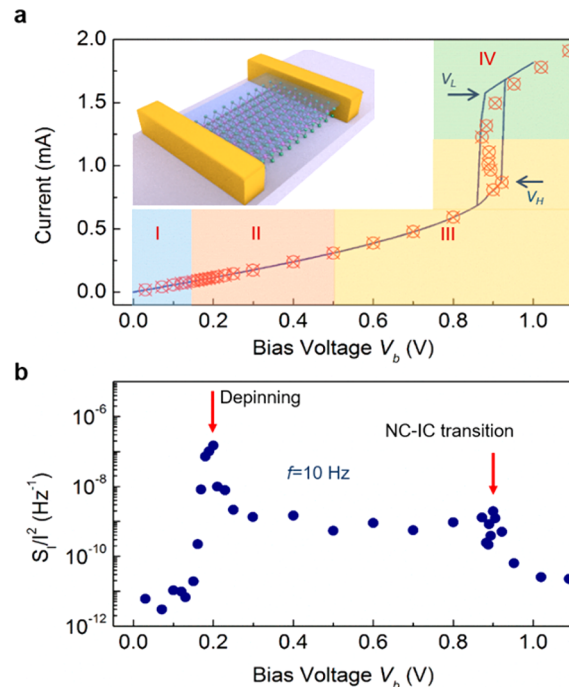 a
2.0
1.5
1.0
0.5
0.0
Current (mA)
I
II
III
IV
V_L
V_H
0.0 0.2 0.4 0.6 0.8 1.0
Bias Voltage V_b (V)
b
10^-6
10^-8
10^-10
10^-12
S_I/I^2 (Hz^-1)
Depinning
NC-IC transition
f=10 Hz
0.0 0.2 0.4 0.6 0.8 1.0
Bias Voltage V_b (V)